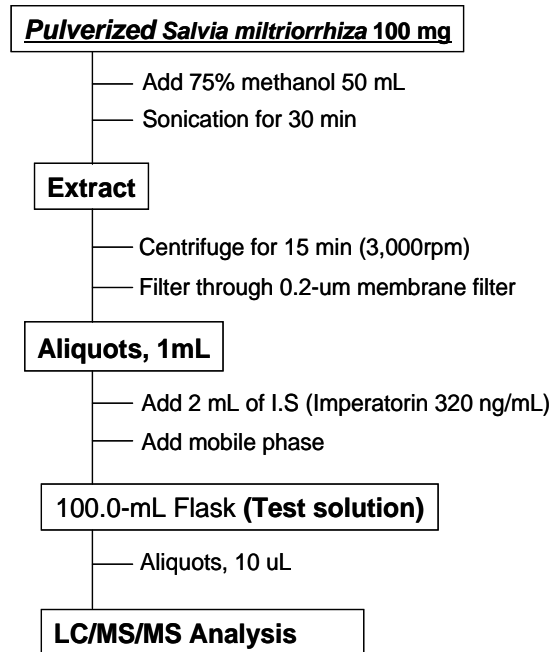 Pulverized Salvia miltriorrhiza 100 mg
Add 75% methanol 50 mL
Sonication for 30 min
Extract
Centrifuge for 15 min (3,000rpm)
Filter through 0.2-um membrane filter
Aliquots, 1mL
Add 2 mL of I.S (Imperatorin 320 ng/mL)
Add mobile phase
100.0-mL Flask (Test solution)
Aliquots, 10 uL
LC/MS/MS Analysis